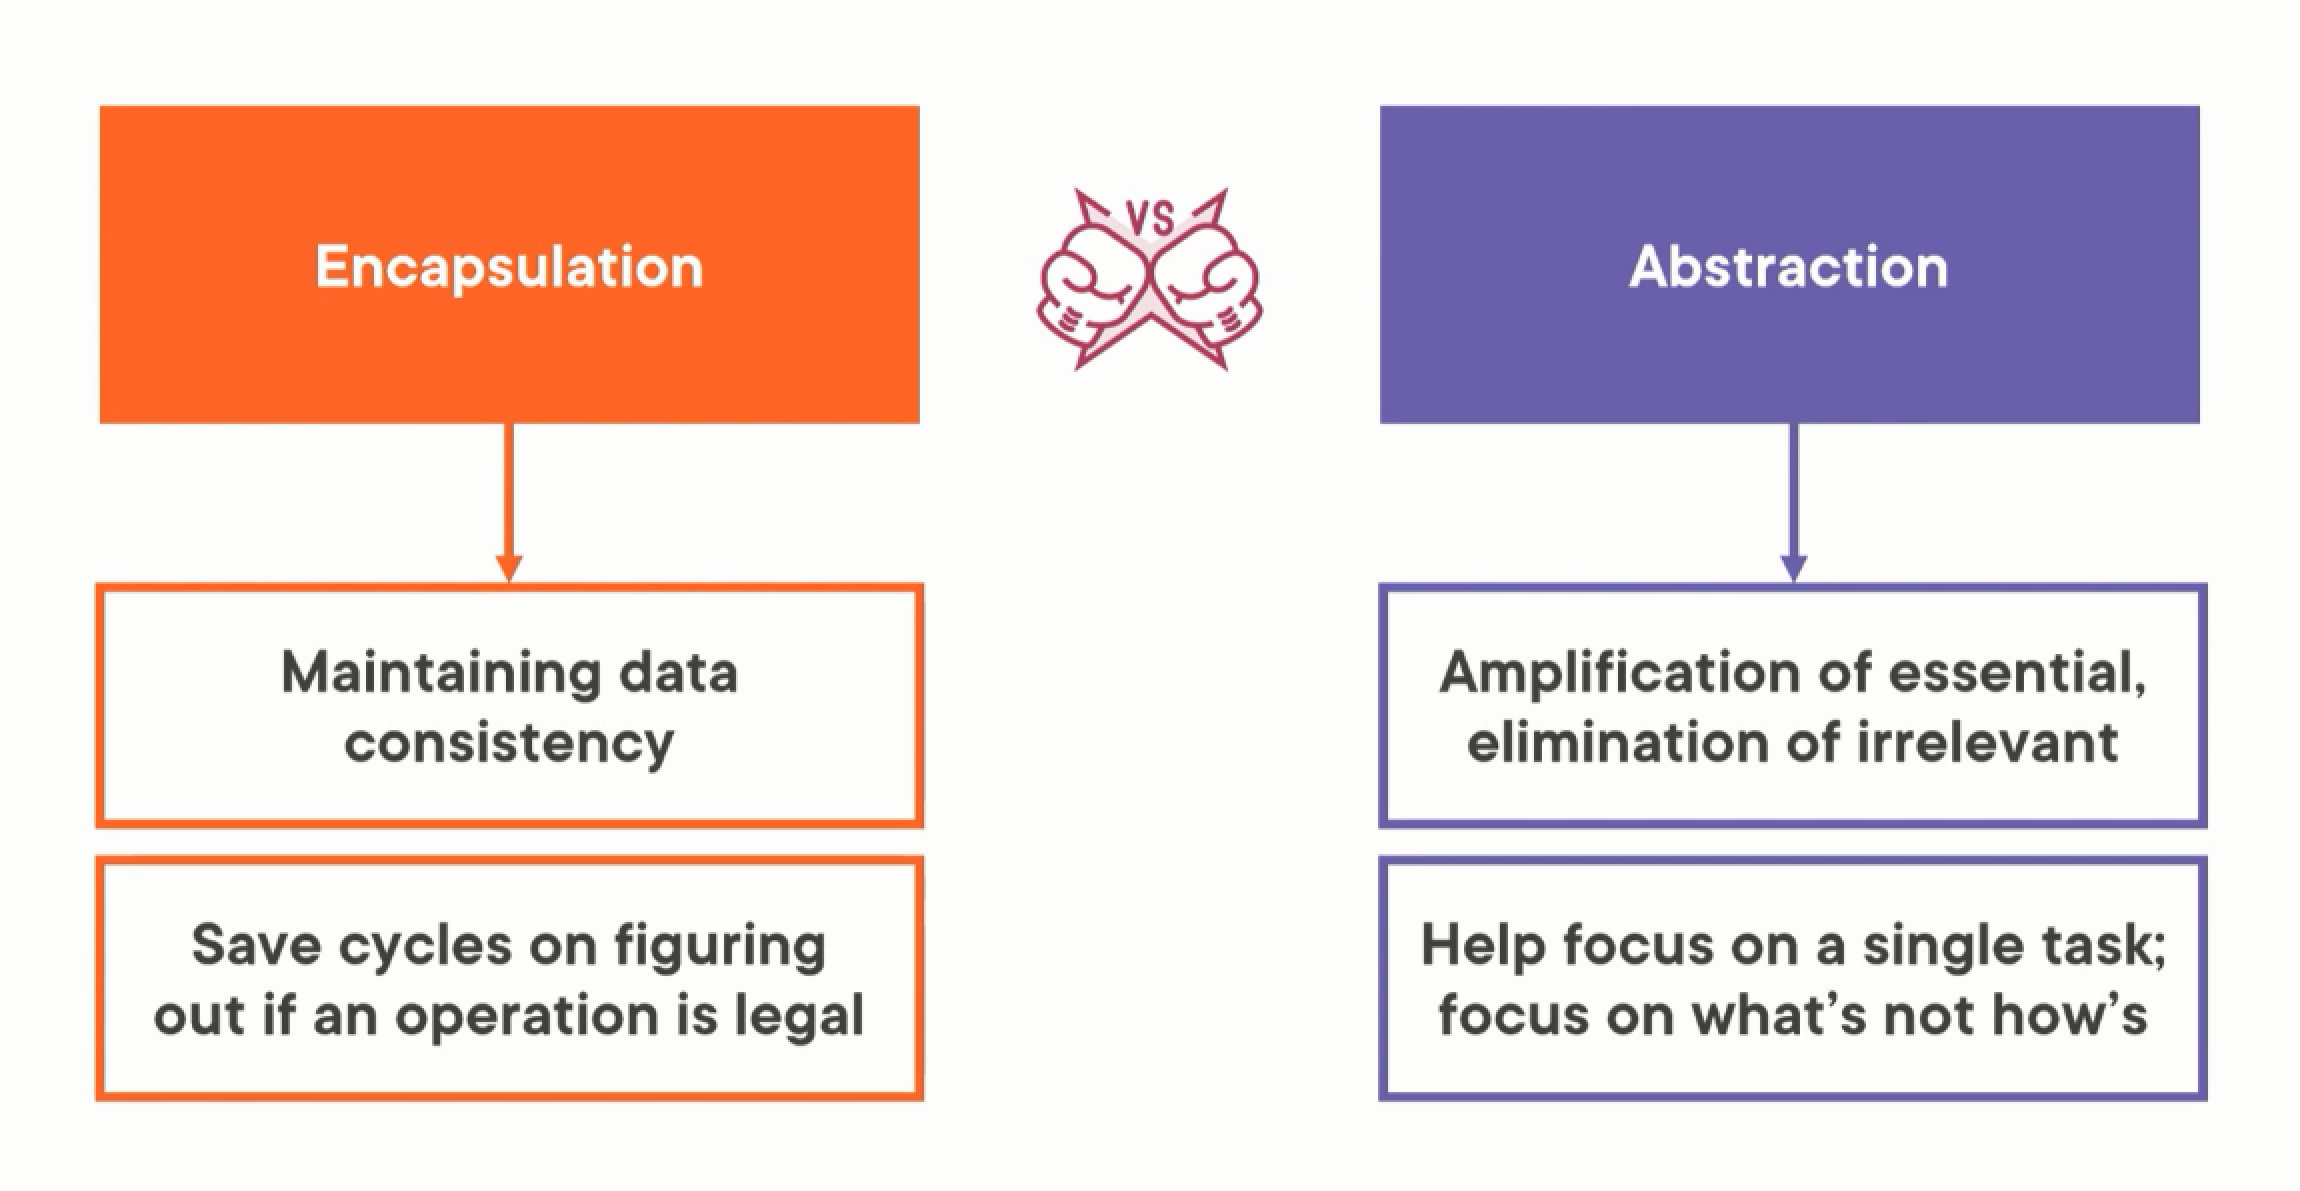 Encapsulation
VS
Abstraction
Maintaining data
consistency
Amplification of essential,
elimination of irrelevant
Save cycles on figuring
out if an operation is legal
Help focus on a single task;
focus on what’s not how’s